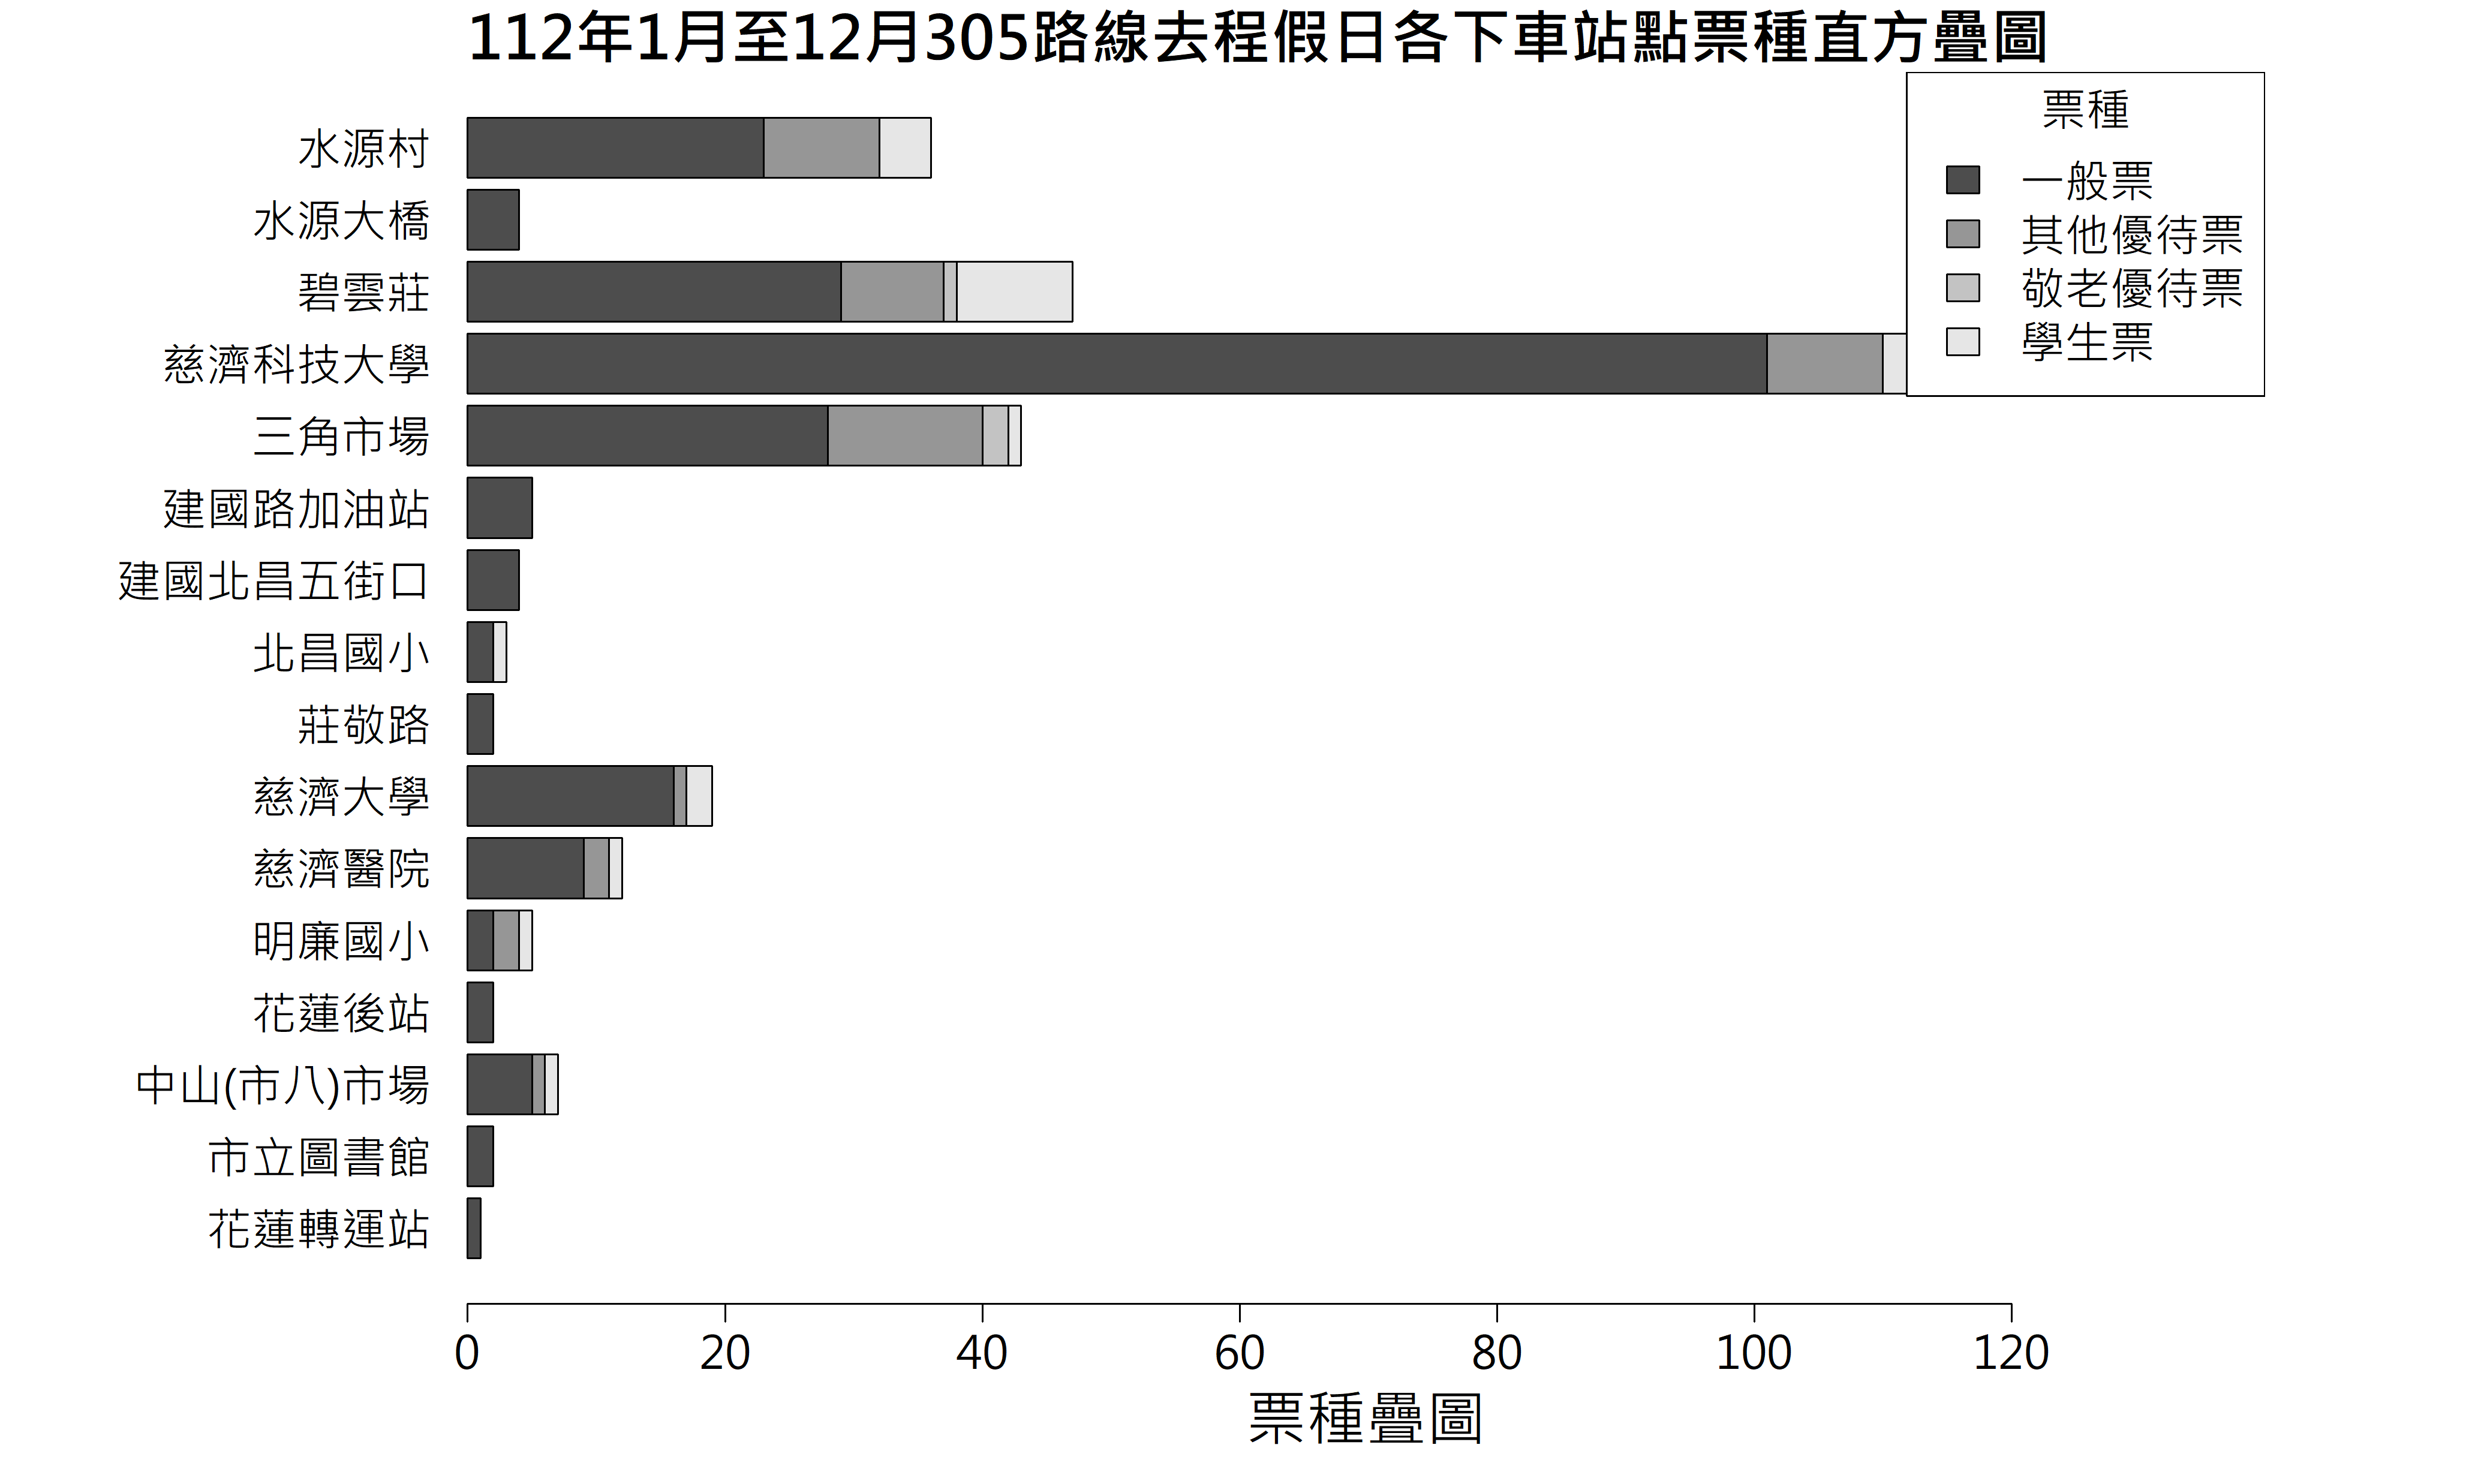 112年1月至12月305路線去程假日各下車站點票種直方疊圖
票種
一般票
其他優待票
敬老優待票
學生票
水源村
水源大橋
碧雲莊
慈濟科技大學
三角市場
建國路加油站
建國北昌五街口
北昌國小
莊敬路
慈濟大學
慈濟醫院
明廉國小
花蓮後站
中山(市八)市場
市立圖書館
花蓮轉運站
0 20 40 60 80 100 120
票種疊圖